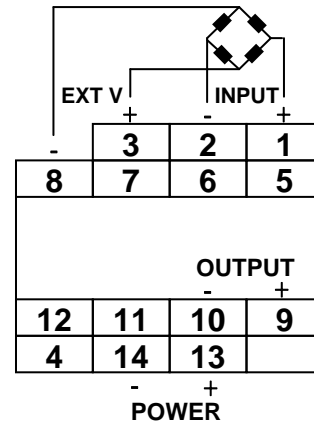 EXT V INPUT
+ - +
- 3 2 1
8 7 6 5
OUTPUT
- +
12 11 10 9
4 14 13
- +
POWER